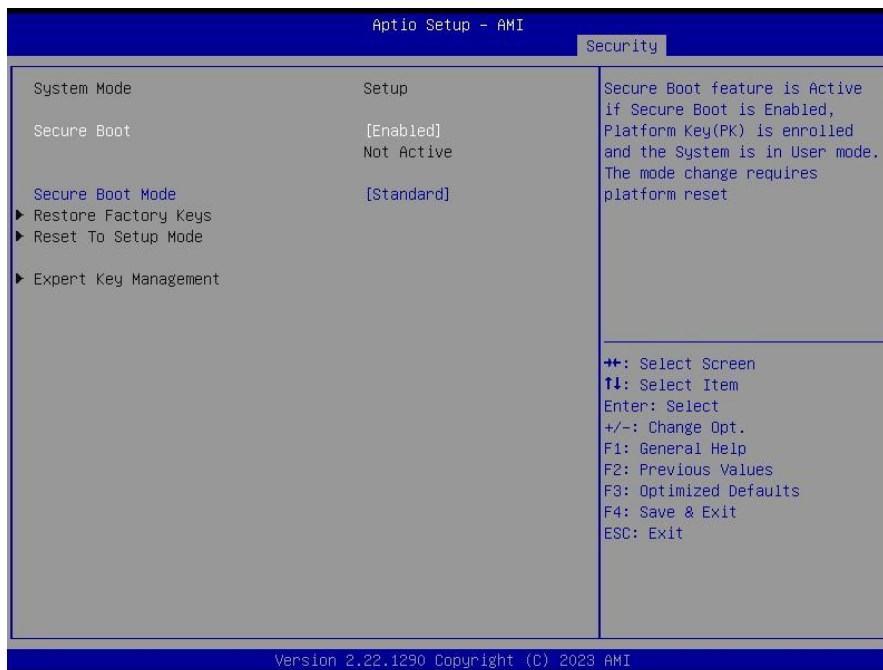 Aptio Setup - AMI
Security
System Mode Setup
Secure Boot [Enabled]
Not Active
Secure Boot Mode [Standard]
▶ Restore Factory Keys
▶ Reset To Setup Mode
▶ Expert Key Management
Secure Boot feature is Active
if Secure Boot is Enabled,
Platform Key(PK) is enrolled
and the System is in User mode.
The mode change requires
platform reset
→←: Select Screen
↑↓: Select Item
Enter: Select
+/-: Change Opt.
F1: General Help
F2: Previous Values
F3: Optimized Defaults
F4: Save & Exit
ESC: Exit
Version 2.22.1290 Copyright (C) 2023 AMI